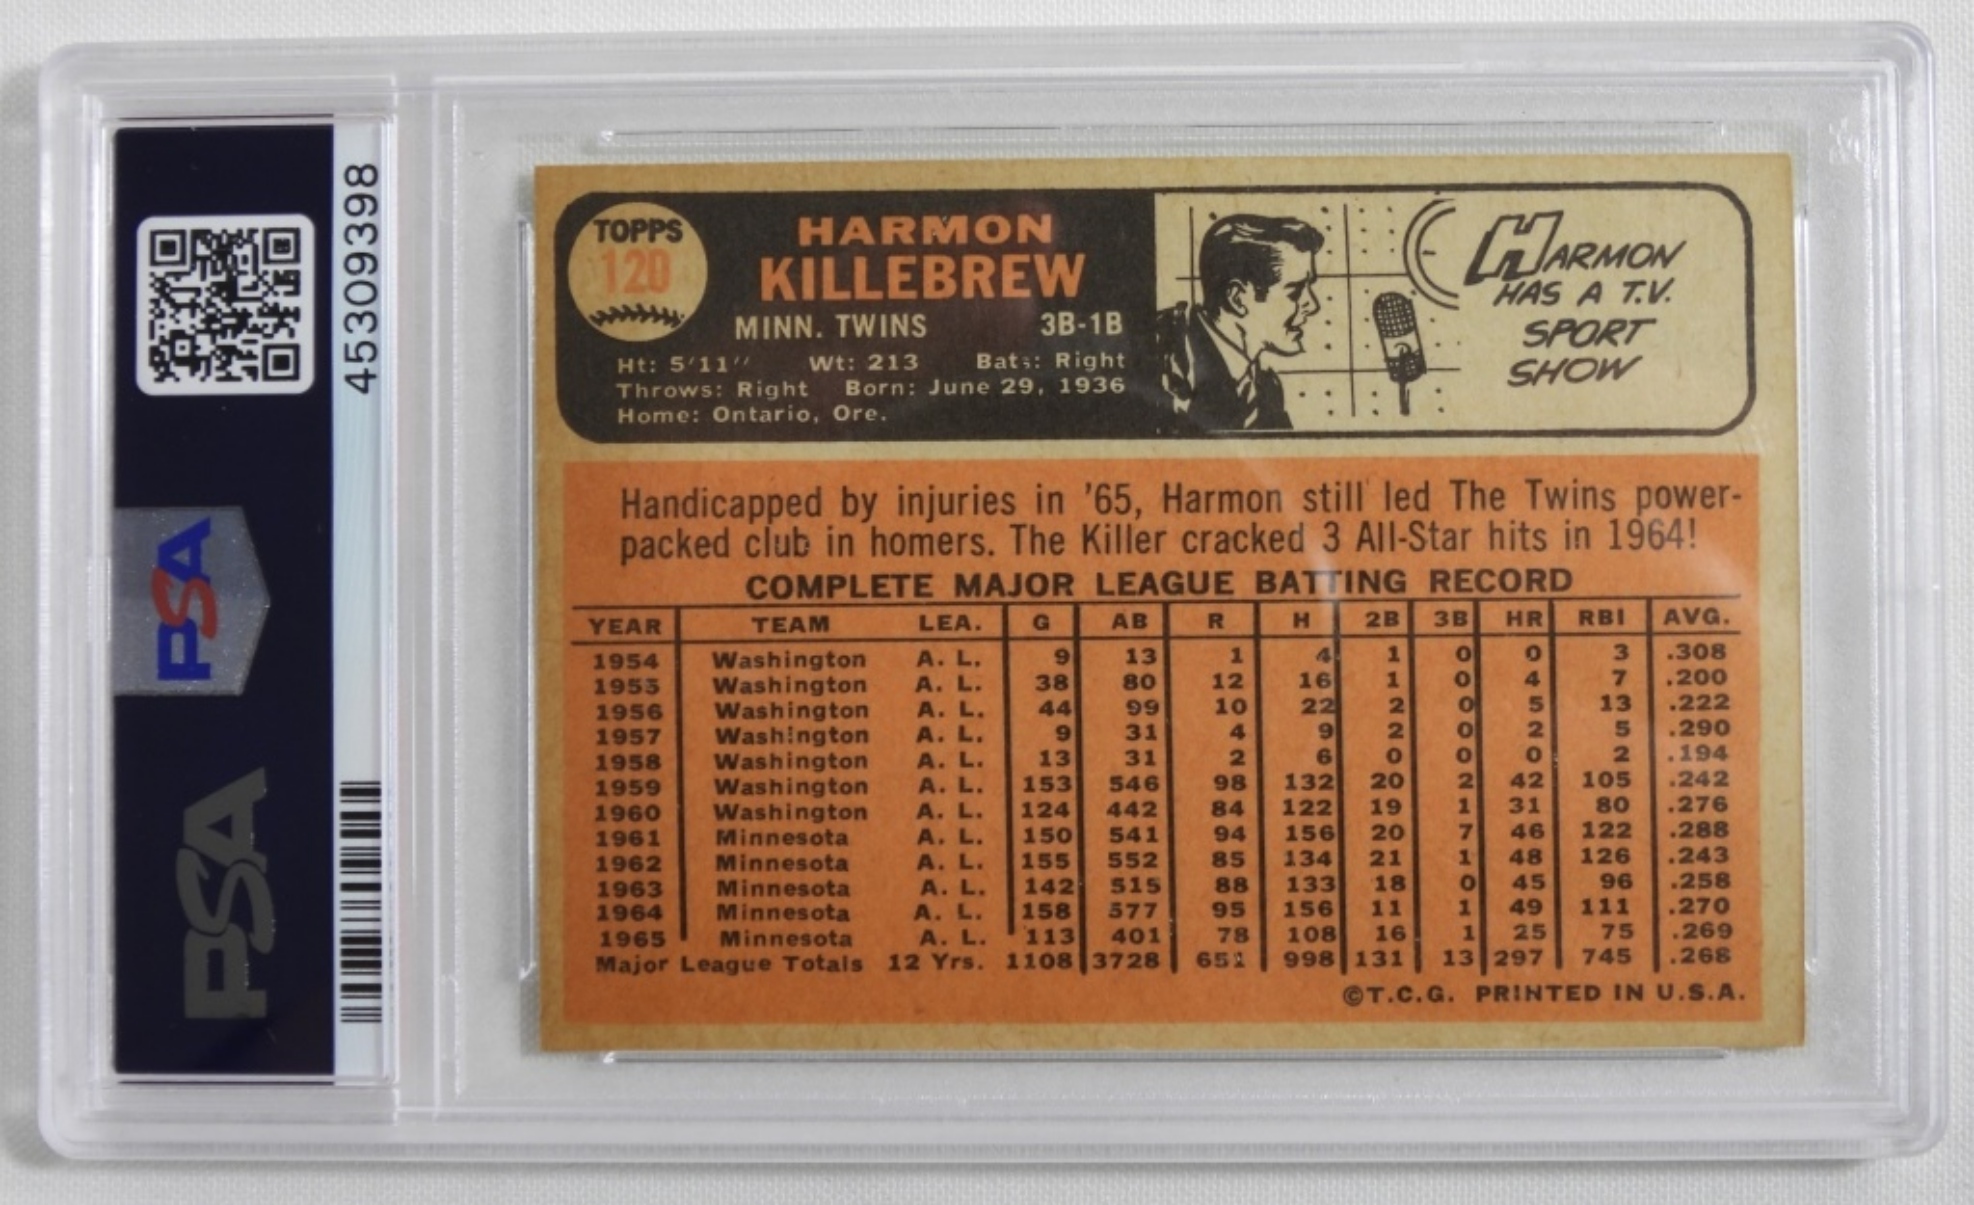 45309398
PSA
PSA
TOPPS
120
HARMON
KILLEBREW
MINN. TWINS 3B-1B
Ht: 5'11" Wt: 213 Bats: Right
Throws: Right Born: June 29, 1936
Home: Ontario, Ore.
HARMON
HAS A T.V.
SPORT
SHOW
Handicapped by injuries in '65, Harmon still led The Twins power-
packed club in homers. The Killer cracked 3 All-Star hits in 1964!
COMPLETE MAJOR LEAGUE BATTING RECORD
YEAR TEAM LEA. G AB R H 2B 3B HR RBI AVG.
1954 Washington A. L. 9 13 1 4 1 0 0 3 .308
1955 Washington A. L. 38 80 12 16 1 0 4 7 .200
1956 Washington A. L. 44 99 10 22 2 0 5 13 .222
1957 Washington A. L. 9 31 4 9 2 0 2 5 .290
1958 Washington A. L. 13 31 2 6 0 0 0 2 .194
1959 Washington A. L. 153 546 98 132 20 2 42 105 .242
1960 Washington A. L. 124 442 84 122 19 1 31 80 .276
1961 Minnesota A. L. 150 541 94 156 20 7 46 122 .288
1962 Minnesota A. L. 155 552 85 134 21 1 48 126 .243
1963 Minnesota A. L. 142 515 88 133 18 0 45 96 .258
1964 Minnesota A. L. 158 577 95 156 11 1 49 111 .270
1965 Minnesota A. L. 113 401 78 108 16 1 25 75 .269
Major League Totals 12 Yrs. 1108 3728 651 998 131 13 297 745 .268
©T.C.G. PRINTED IN U.S.A.